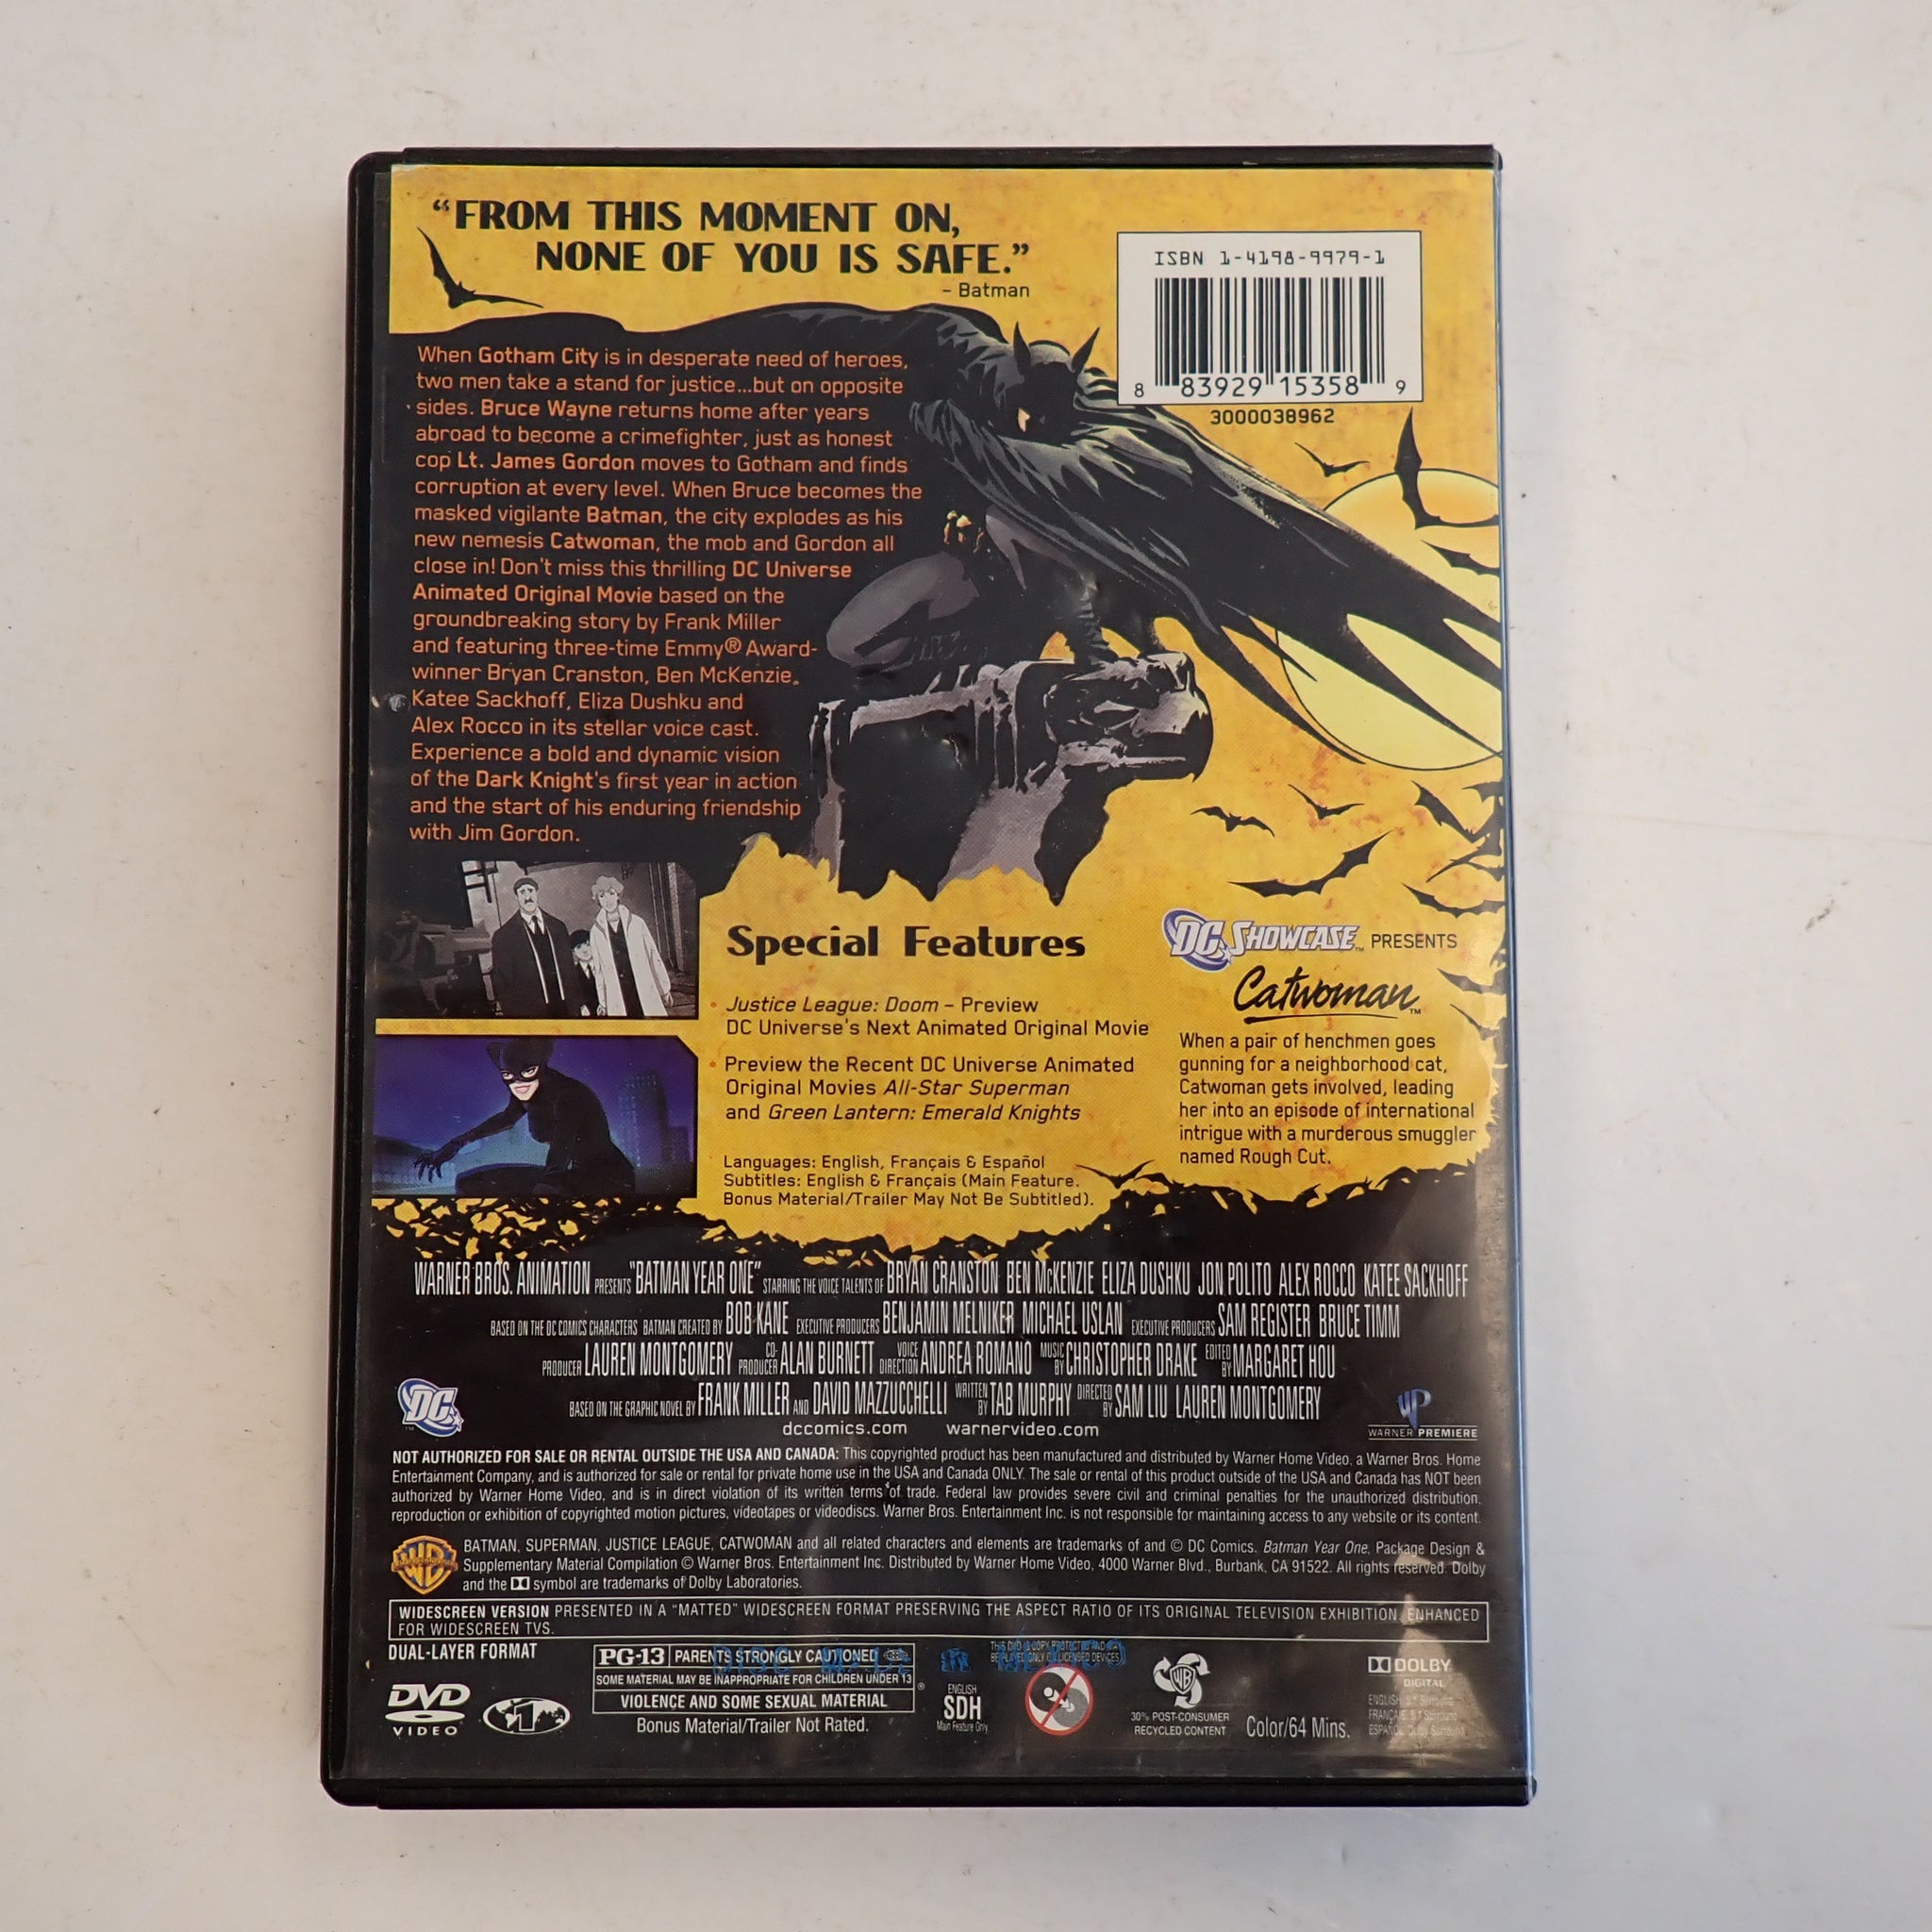 “FROM THIS MOMENT ON,
NONE OF YOU IS SAFE.”
- Batman
ISBN 1-4198-9979-1
8 83929 15358 9
3000038962
When Gotham City is in desperate need of heroes,
two men take a stand for justice...but on opposite
sides. Bruce Wayne returns home after years
abroad to become a crimefighter, just as honest
cop Lt. James Gordon moves to Gotham and finds
corruption at every level. When Bruce becomes the
masked vigilante Batman, the city explodes as his
new nemesis Catwoman, the mob and Gordon all
close in! Don't miss this thrilling DC Universe
Animated Original Movie based on the
groundbreaking story by Frank Miller
and featuring three-time Emmy® Award-
winner Bryan Cranston, Ben McKenzie,
Katee Sackhoff, Eliza Dushku and
Alex Rocco in its stellar voice cast.
Experience a bold and dynamic vision
of the Dark Knight's first year in action
and the start of his enduring friendship
with Jim Gordon.
Special Features
• Justice League: Doom – Preview
DC Universe's Next Animated Original Movie
• Preview the Recent DC Universe Animated
Original Movies All-Star Superman
and Green Lantern: Emerald Knights
Languages: English, Français & Español
Subtitles: English & Français (Main Feature.
Bonus Material/Trailer May Not Be Subtitled).
DC SHOWCASE™ PRESENTS
Catwoman™
When a pair of henchmen goes
gunning for a neighborhood cat,
Catwoman gets involved, leading
her into an episode of international
intrigue with a murderous smuggler
named Rough Cut.
WARNER BROS. ANIMATION PRESENTS "BATMAN YEAR ONE" STARRING THE VOICE TALENTS OF BRYAN CRANSTON BEN McKENZIE ELIZA DUSHKU JON POLITO ALEX ROCCO KATEE SACKHOFF
BASED ON THE DC COMICS CHARACTERS BATMAN CREATED BY BOB KANE EXECUTIVE PRODUCERS BENJAMIN MELNIKER MICHAEL USLAN EXECUTIVE PRODUCERS SAM REGISTER BRUCE TIMM
PRODUCER LAUREN MONTGOMERY CO-PRODUCER ALAN BURNETT VOICE DIRECTION ANDREA ROMANO MUSIC BY CHRISTOPHER DRAKE EDITED BY MARGARET HOU
BASED ON THE GRAPHIC NOVEL BY FRANK MILLER AND DAVID MAZZUCCHELLI WRITTEN BY TAB MURPHY DIRECTED BY SAM LIU LAUREN MONTGOMERY
DC
dccomics.com warnervideo.com
WARNER PREMIERE
NOT AUTHORIZED FOR SALE OR RENTAL OUTSIDE THE USA AND CANADA: This copyrighted product has been manufactured and distributed by Warner Home Video, a Warner Bros. Home
Entertainment Company, and is authorized for sale or rental for private home use in the USA and Canada ONLY. The sale or rental of this product outside of the USA and Canada has NOT been
authorized by Warner Home Video, and is in direct violation of its written terms of trade. Federal law provides severe civil and criminal penalties for the unauthorized distribution,
reproduction or exhibition of copyrighted motion pictures, videotapes or videodiscs. Warner Bros. Entertainment Inc. is not responsible for maintaining access to any website or its content.
BATMAN, SUPERMAN, JUSTICE LEAGUE, CATWOMAN and all related characters and elements are trademarks of and © DC Comics. Batman Year One, Package Design &
Supplementary Material Compilation © Warner Bros. Entertainment Inc. Distributed by Warner Home Video, 4000 Warner Blvd., Burbank, CA 91522. All rights reserved. Dolby
and the symbol are trademarks of Dolby Laboratories.
WIDESCREEN VERSION PRESENTED IN A “MATTED” WIDESCREEN FORMAT PRESERVING THE ASPECT RATIO OF ITS ORIGINAL TELEVISION EXHIBITION. ENHANCED
FOR WIDESCREEN TVS.
DUAL-LAYER FORMAT
DVD
VIDEO
1
PG-13 PARENTS STRONGLY CAUTIONED
SOME MATERIAL MAY BE INAPPROPRIATE FOR CHILDREN UNDER 13
VIOLENCE AND SOME SEXUAL MATERIAL
Bonus Material/Trailer Not Rated.
DISC MADE IN MEXICO
ENGLISH
SDH
Main Feature Only
THIS DVD IS COPY PROTECTED AND MAY
BE PLAYED ONLY ON LICENSED DEVICES
30% POST-CONSUMER
RECYCLED CONTENT
Color/64 Mins.
DOLBY
DIGITAL
ENGLISH